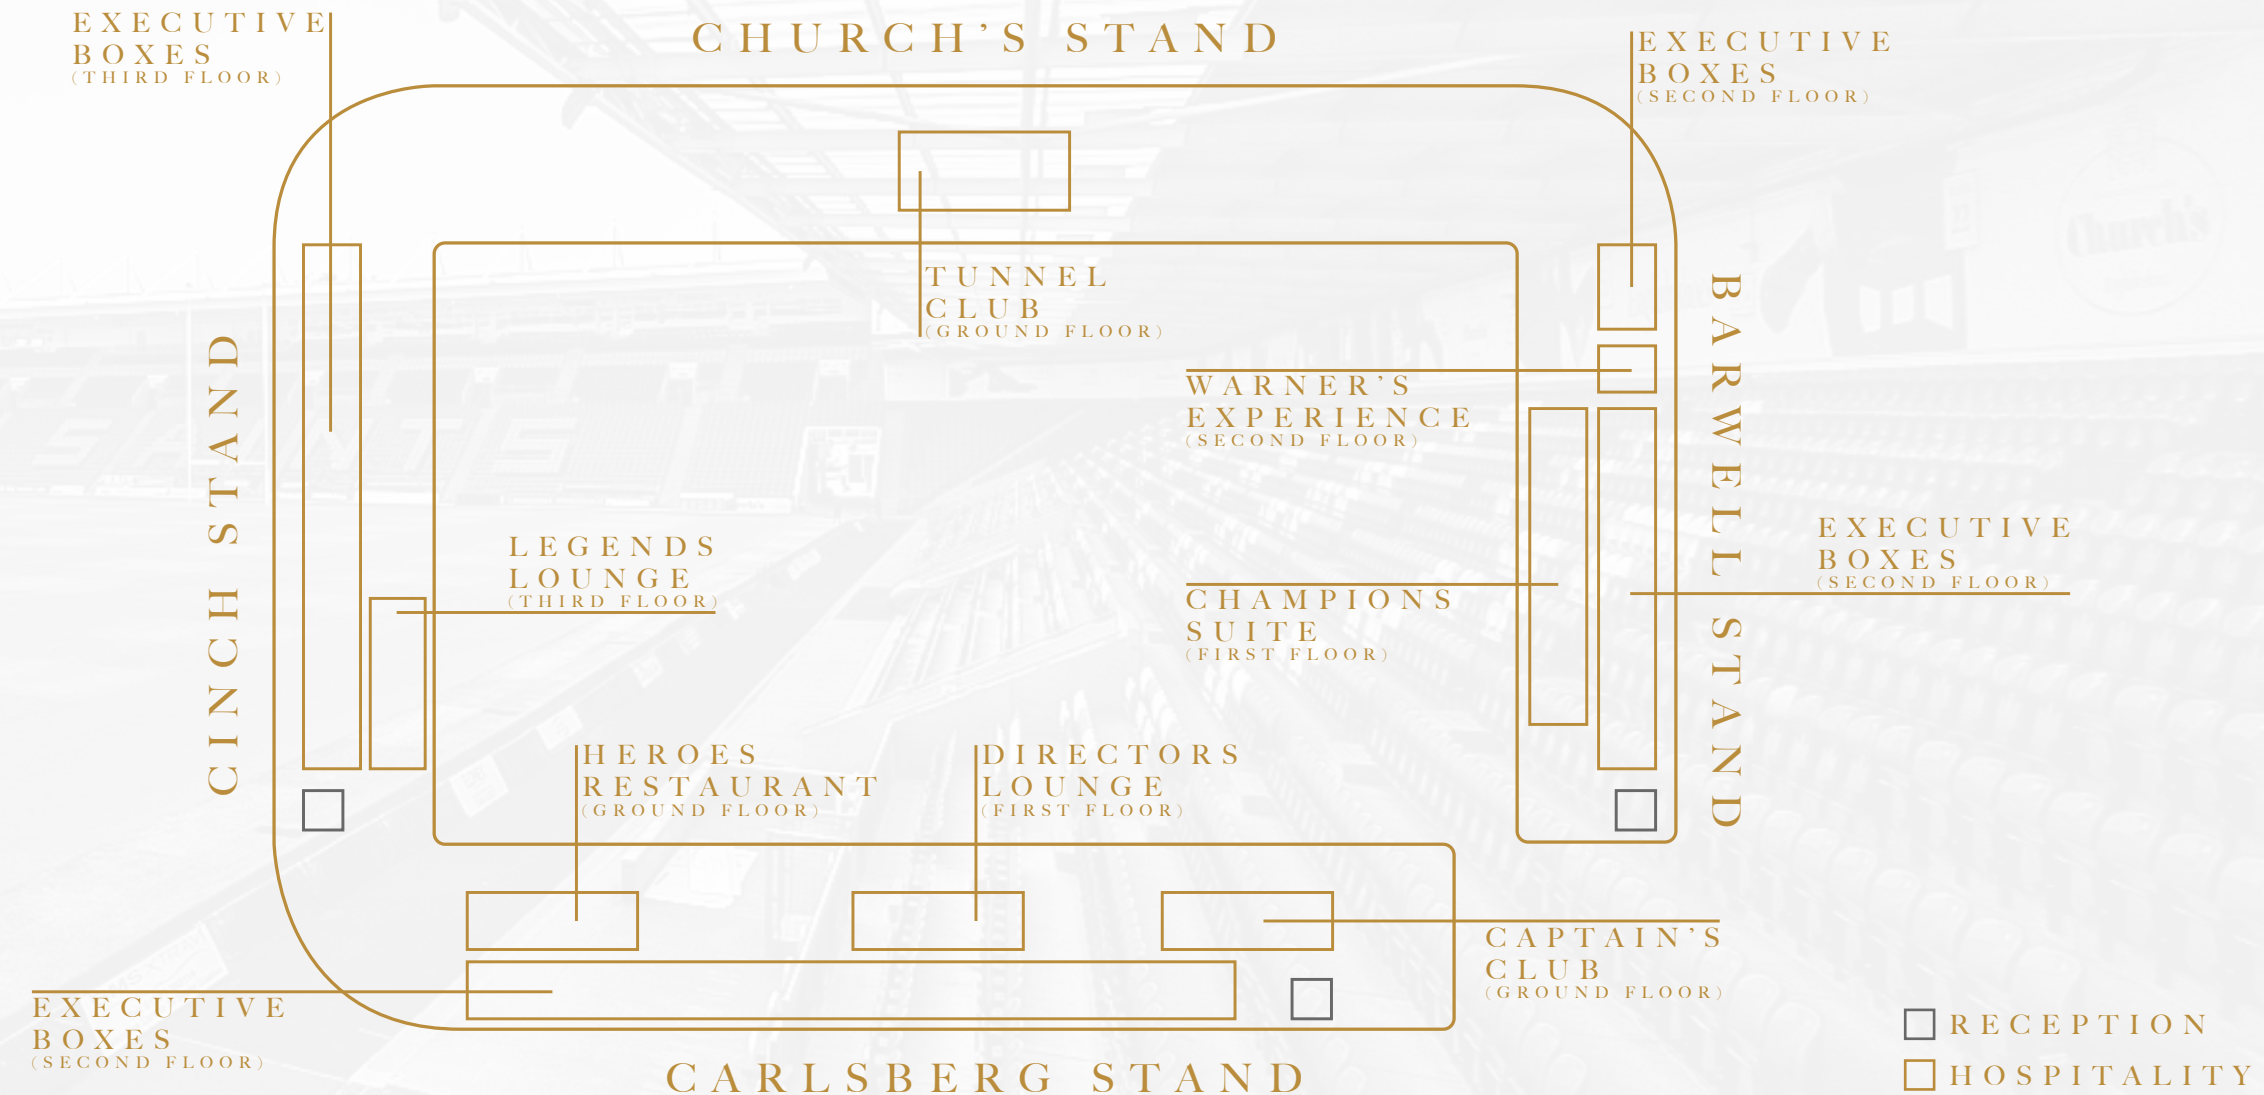 EXECUTIVE
BOXES
(THIRD FLOOR)
CHURCH’S STAND
EXECUTIVE
BOXES
(SECOND FLOOR)
TUNNEL
CLUB
(GROUND FLOOR)
Church's
WARNER’S
EXPERIENCE
(SECOND FLOOR)
CINCH STAND
BARWELL STAND
SAINTS
LEGENDS
LOUNGE
(THIRD FLOOR)
CHAMPIONS
SUITE
(FIRST FLOOR)
EXECUTIVE
BOXES
(SECOND FLOOR)
HEROES
RESTAURANT
(GROUND FLOOR)
DIRECTORS
LOUNGE
(FIRST FLOOR)
CAPTAIN’S
CLUB
(GROUND FLOOR)
EXECUTIVE
BOXES
(SECOND FLOOR)
CARLSBERG STAND
RECEPTION
HOSPITALITY